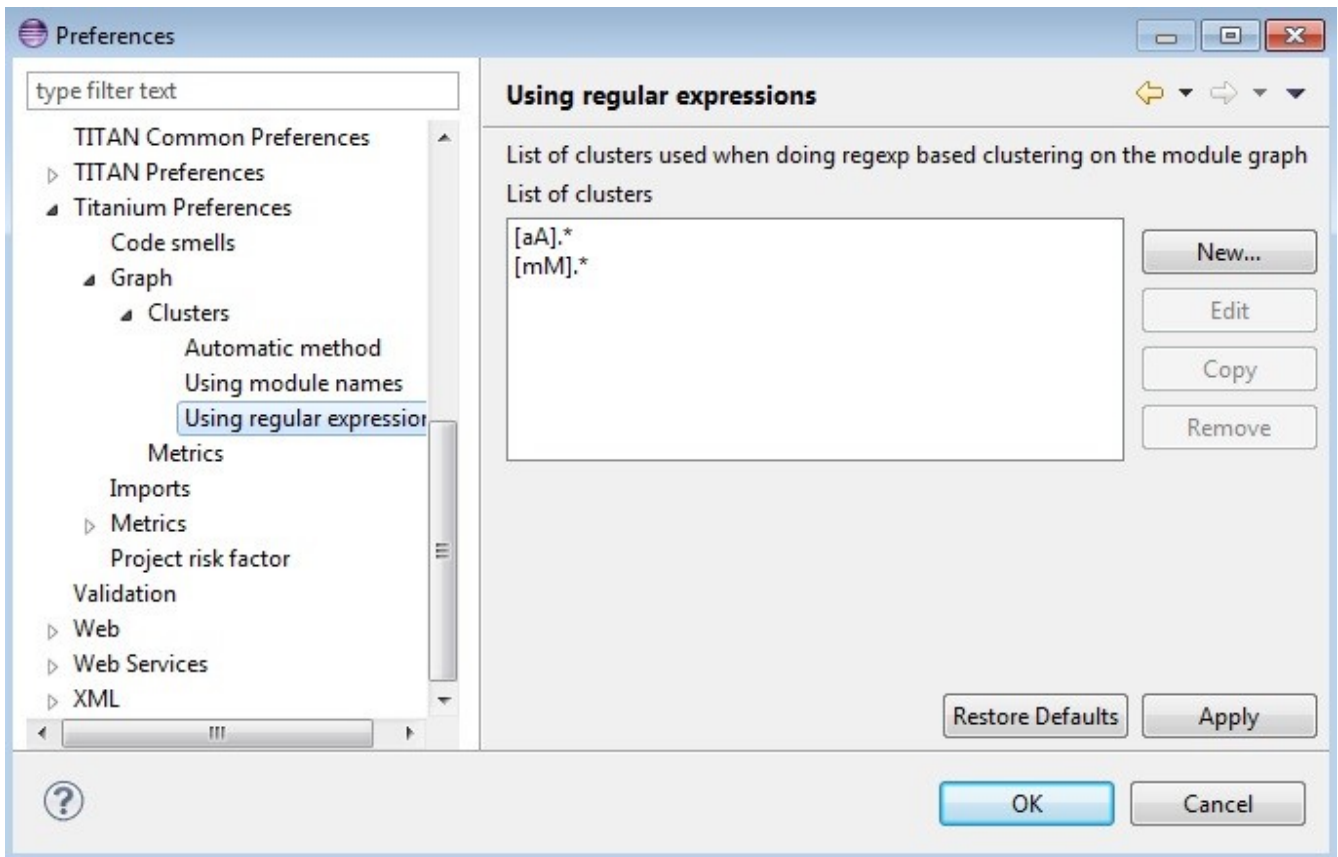 Preferences
type filter text
TITAN Common Preferences
TITAN Preferences
Titanium Preferences
Code smells
Graph
Clusters
Automatic method
Using module names
Using regular expression
Metrics
Imports
Metrics
Project risk factor
Validation
Web
Web Services
XML
Using regular expressions
List of clusters used when doing regexp based clustering on the module graph
List of clusters
[aA].*
[mM].*
New...
Edit
Copy
Remove
Restore Defaults
Apply
OK
Cancel